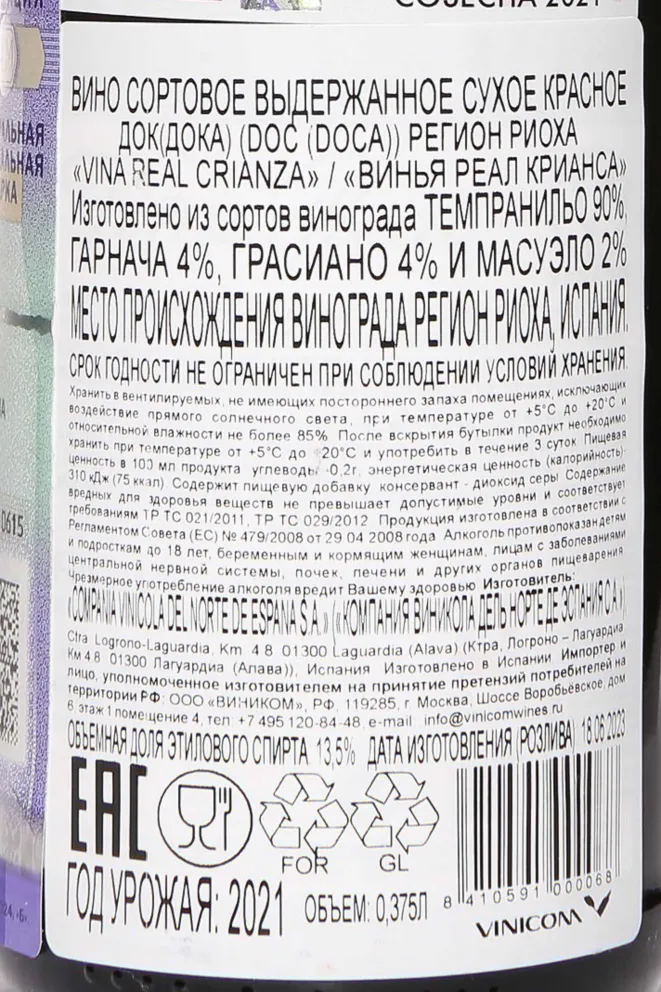 COSECHA 2021
ВИНО СОРТОВОЕ ВЫДЕРЖАННОЕ СУХОЕ КРАСНОЕ
ДОК(ДОКА) (DOC (DOCA)) РЕГИОН РИОХА
«VINA REAL CRIANZA» / «ВИНЬЯ РЕАЛ КРИАНСА»
Изготовлено из сортов винограда ТЕМПРАНИЛЬО 90%,
ГАРНАЧА 4%, ГРАСИАНО 4% И МАСУЭЛО 2%
МЕСТО ПРОИСХОЖДЕНИЯ ВИНОГРАДА РЕГИОН РИОХА, ИСПАНИЯ.
СРОК ГОДНОСТИ НЕ ОГРАНИЧЕН ПРИ СОБЛЮДЕНИИ УСЛОВИЙ ХРАНЕНИЯ.
Хранить в вентилируемых, не имеющих постороннего запаха помещениях, исключающих
воздействие прямого солнечного света, при температуре от +5°С до +20°С и
относительной влажности не более 85%. После вскрытия бутылки продукт необходимо
хранить при температуре от +5°С до +20°С и употребить в течение 3 суток. Пищевая
ценность в 100 мл продукта углеводы -0,2г, энергетическая ценность (калорийность)-
310 кДж (75 ккал). Содержит пищевую добавку консервант - диоксид серы. Содержание
вредных для здоровья веществ не превышает допустимые уровни и соответствует
требованиям ТР ТС 021/2011, ТР ТС 029/2012. Продукция изготовлена в соответствии с
Регламентом Совета (ЕС) № 479/2008 от 29 04 2008 года. Алкоголь противопоказан детям
и подросткам до 18 лет, беременным и кормящим женщинам, лицам с заболеваниями
центральной нервной системы, почек, печени и других органов пищеварения.
Чрезмерное употребление алкоголя вредит Вашему здоровью. Изготовитель:
«COMPANIA VINICOLA DEL NORTE DE ESPANA S.A.» («КОМПАНИЯ ВИНИКОЛА ДЕЛЬ НОРТЕ ДЕ ЭСПАНИЯ С.А.»)
Ctra. Logrono-Laguardia, Km 4.8. 01300 Laguardia (Alava) (Ктра, Логроно – Лагуардиа
Км 4.8 01300 Лагуардиа (Алава)), Испания Изготовлено в Испании Импортер и
лицо, уполномоченное изготовителем на принятие претензий потребителей на
территории РФ: ООО «ВИНИКОМ», РФ, 119285, г. Москва, Шоссе Воробьёвское, дом
6, этаж 1 помещение 4, тел: +7 495 120-84-48, e-mail: info@vinicomwines.ru
ОБЪЕМНАЯ ДОЛЯ ЭТИЛОВОГО СПИРТА 13,5% ДАТА ИЗГОТОВЛЕНИЯ (РОЗЛИВА) 18.06.2023
EAC
FOR GL
ГОД УРОЖАЯ: 2021 ОБЪЕМ: 0,375Л
8 410591 000068
VINICOM
0615